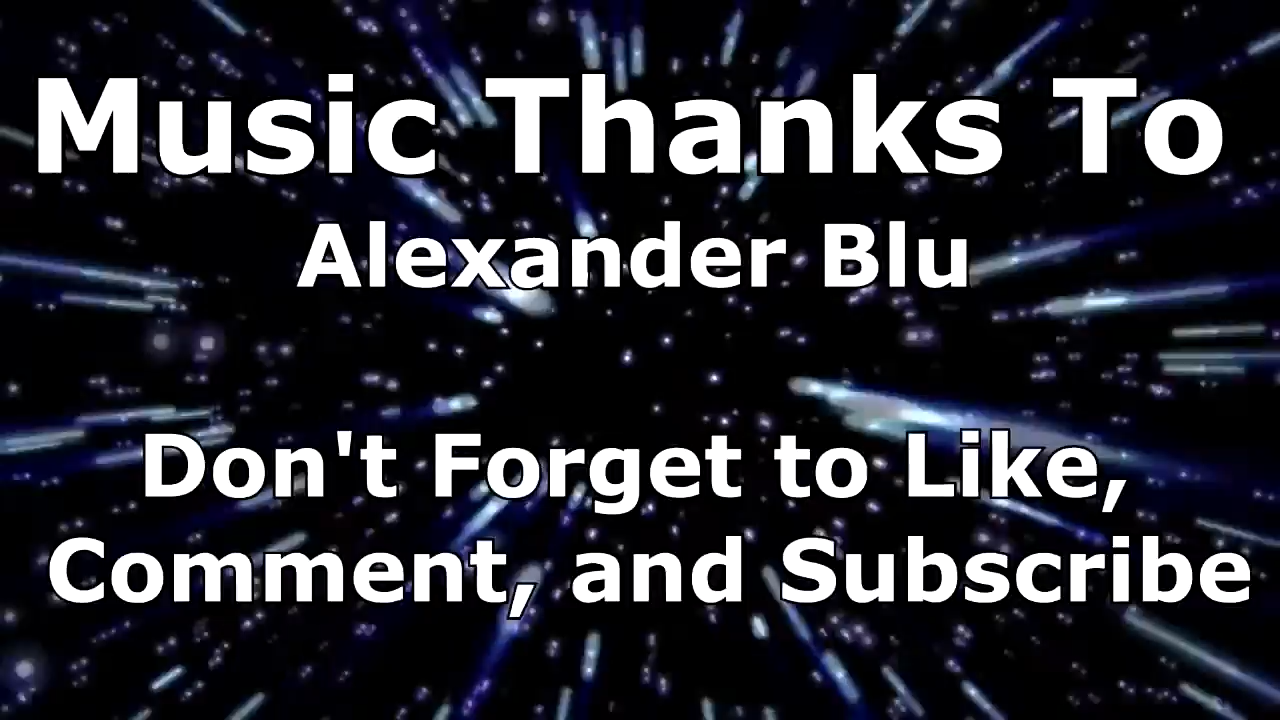 Music Thanks To
Alexander Blu
Don't Forget to Like,
Comment, and Subscribe